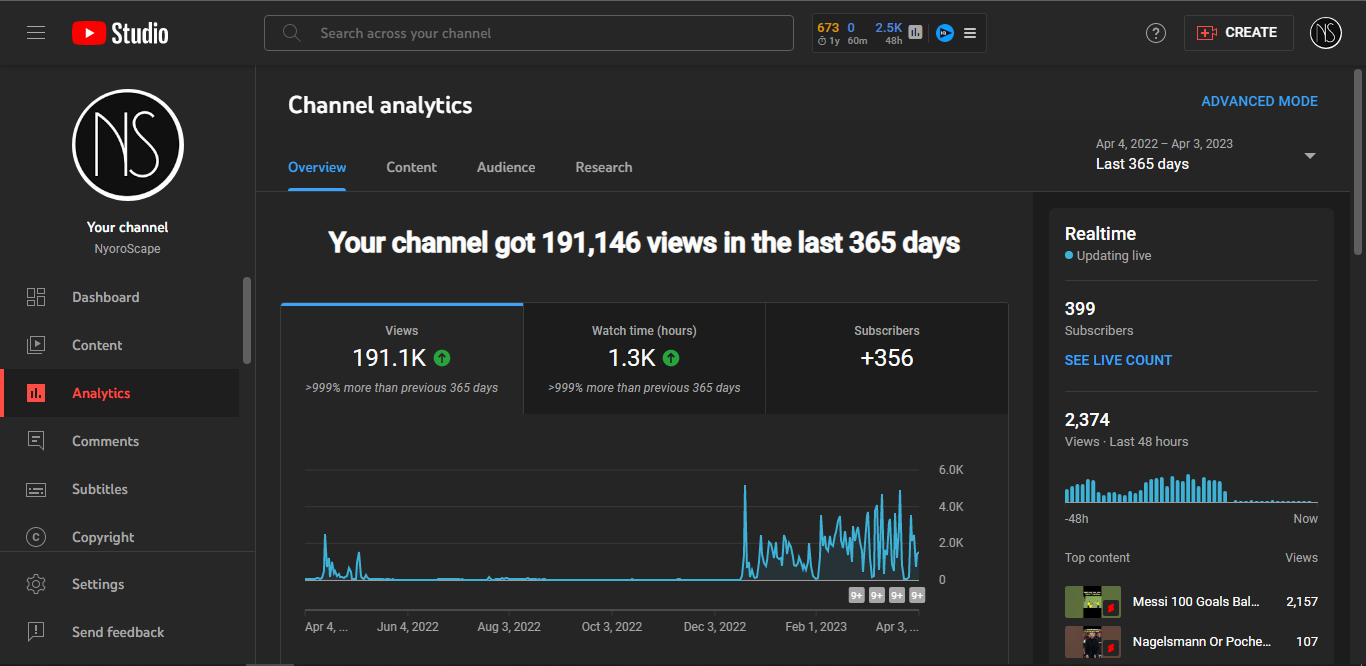 Studio
Search across your channel
673 0 2.5K
1y 60m 48h
?
CREATE
NS
NS
Your channel
NyoroScape
Dashboard
Content
Analytics
Comments
Subtitles
C Copyright
Settings
Send feedback
Channel analytics
ADVANCED MODE
Overview Content Audience Research
Apr 4, 2022 – Apr 3, 2023
Last 365 days
Your channel got 191,146 views in the last 365 days
Views
191.1K
>999% more than previous 365 days
Watch time (hours)
1.3K
>999% more than previous 365 days
Subscribers
+356
6.0K
4.0K
2.0K
0
9+ 9+ 9+ 9+
Apr 4, ... Jun 4, 2022 Aug 3, 2022 Oct 3, 2022 Dec 3, 2022 Feb 1, 2023 Apr 3, ...
Realtime
Updating live
399
Subscribers
SEE LIVE COUNT
2,374
Views · Last 48 hours
-48h Now
Top content Views
Messi 100 Goals Bal... 2,157
Nagelsmann Or Poche... 107